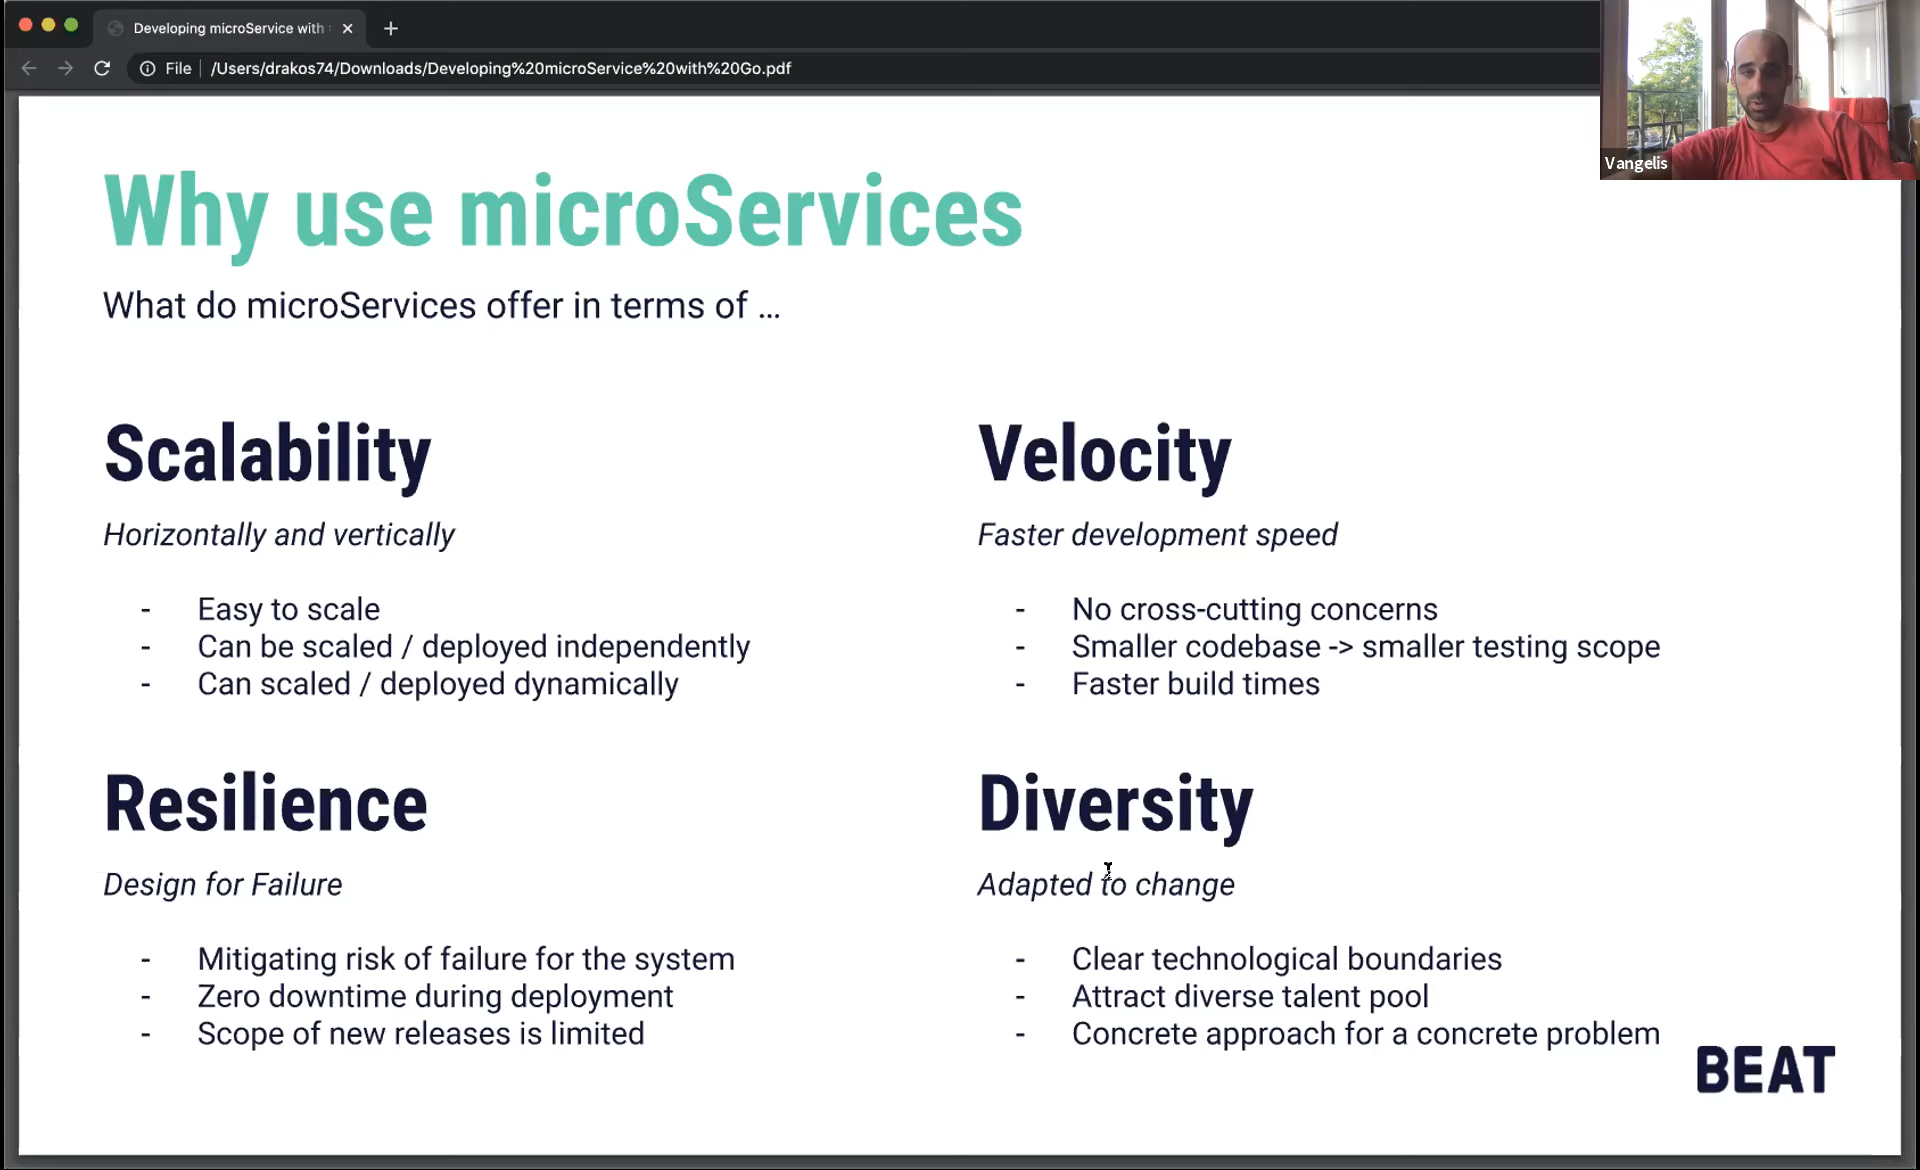 Developing microService with
File
/Users/drakos74/Downloads/Developing%20microService%20with%20Go.pdf
Vangelis
Why use microServices
What do microServices offer in terms of ...
Scalability
Horizontally and vertically
- Easy to scale
- Can be scaled / deployed independently
- Can scaled / deployed dynamically
Velocity
Faster development speed
- No cross-cutting concerns
- Smaller codebase -> smaller testing scope
- Faster build times
Resilience
Design for Failure
- Mitigating risk of failure for the system
- Zero downtime during deployment
- Scope of new releases is limited
Diversity
Adapted to change
- Clear technological boundaries
- Attract diverse talent pool
- Concrete approach for a concrete problem
BEAT